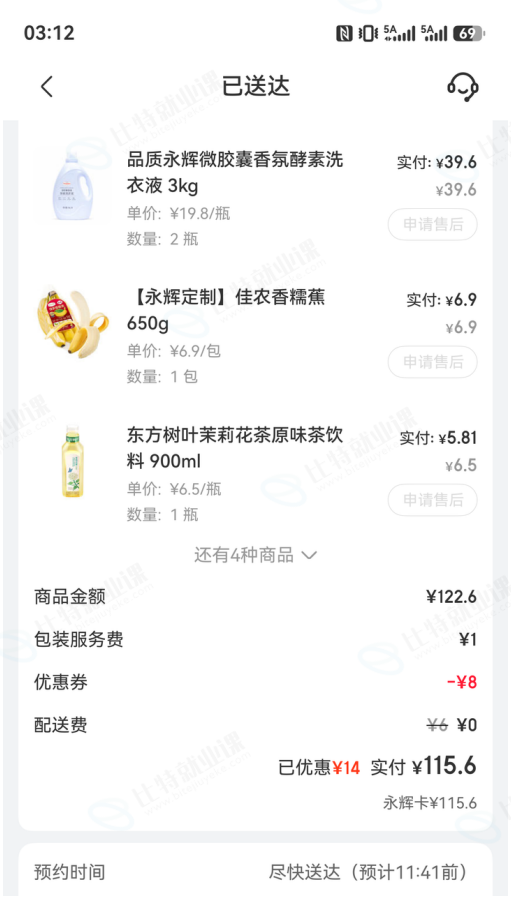 03:12
5A
5A
69
已送达
品质永辉微胶囊香氛酵素洗
衣液 3kg
实付: ¥39.6
¥39.6
单价: ¥19.8/瓶
数量: 2 瓶
申请售后
【永辉定制】佳农香糯蕉
650g
实付: ¥6.9
¥6.9
单价: ¥6.9/包
数量: 1 包
申请售后
东方树叶茉莉花茶原味茶饮
料 900ml
实付: ¥5.81
¥6.5
单价: ¥6.5/瓶
数量: 1 瓶
申请售后
还有4种商品
商品金额 ¥122.6
包装服务费 ¥1
优惠券 -¥8
配送费 ¥6 ¥0
已优惠¥14 实付 ¥115.6
永辉卡¥115.6
预约时间 尽快送达（预计11:41前）
比特就业课